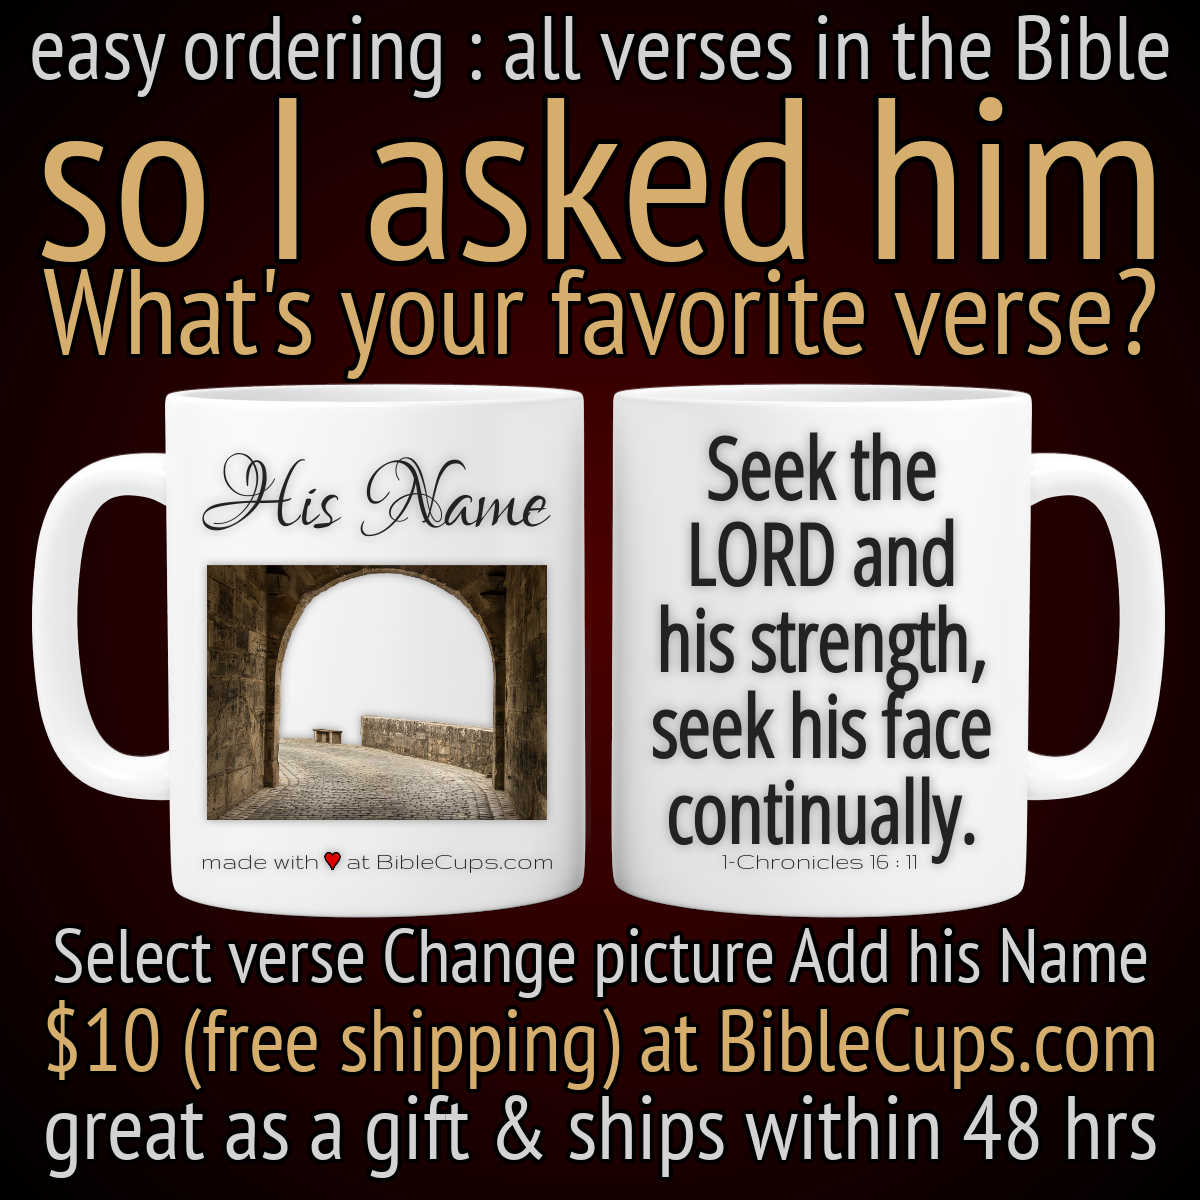 easy ordering : all verses in the Bible
so I asked him
What's your favorite verse?
His Name
made with ♥ at BibleCups.com
Seek the
LORD and
his strength,
seek his face
continually.
1-Chronicles 16 : 11
Select verse Change picture Add his Name
$10 (free shipping) at BibleCups.com
great as a gift & ships within 48 hrs